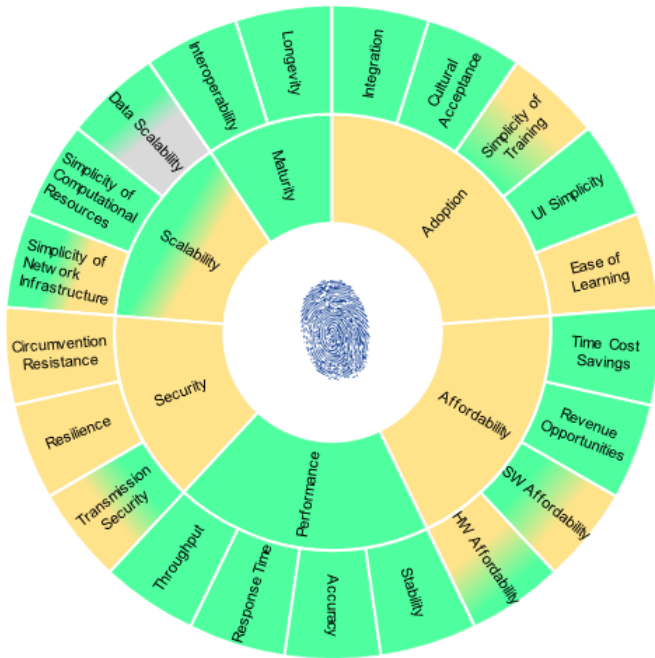 Longevity
Integration
Cultural
Acceptance
Simplicity of
Training
UI Simplicity
Ease of
Learning
Time Cost
Savings
Revenue
Opportunities
SW Affordability
HW Affordability
Stability
Accuracy
Response Time
Throughput
Transmission
Security
Resilience
Circumvention
Resistance
Simplicity of
Network
Infrastructure
Simplicity of
Computational
Resources
Data Scalability
Interoperability
Maturity
Adoption
Affordability
Performance
Security
Scalability